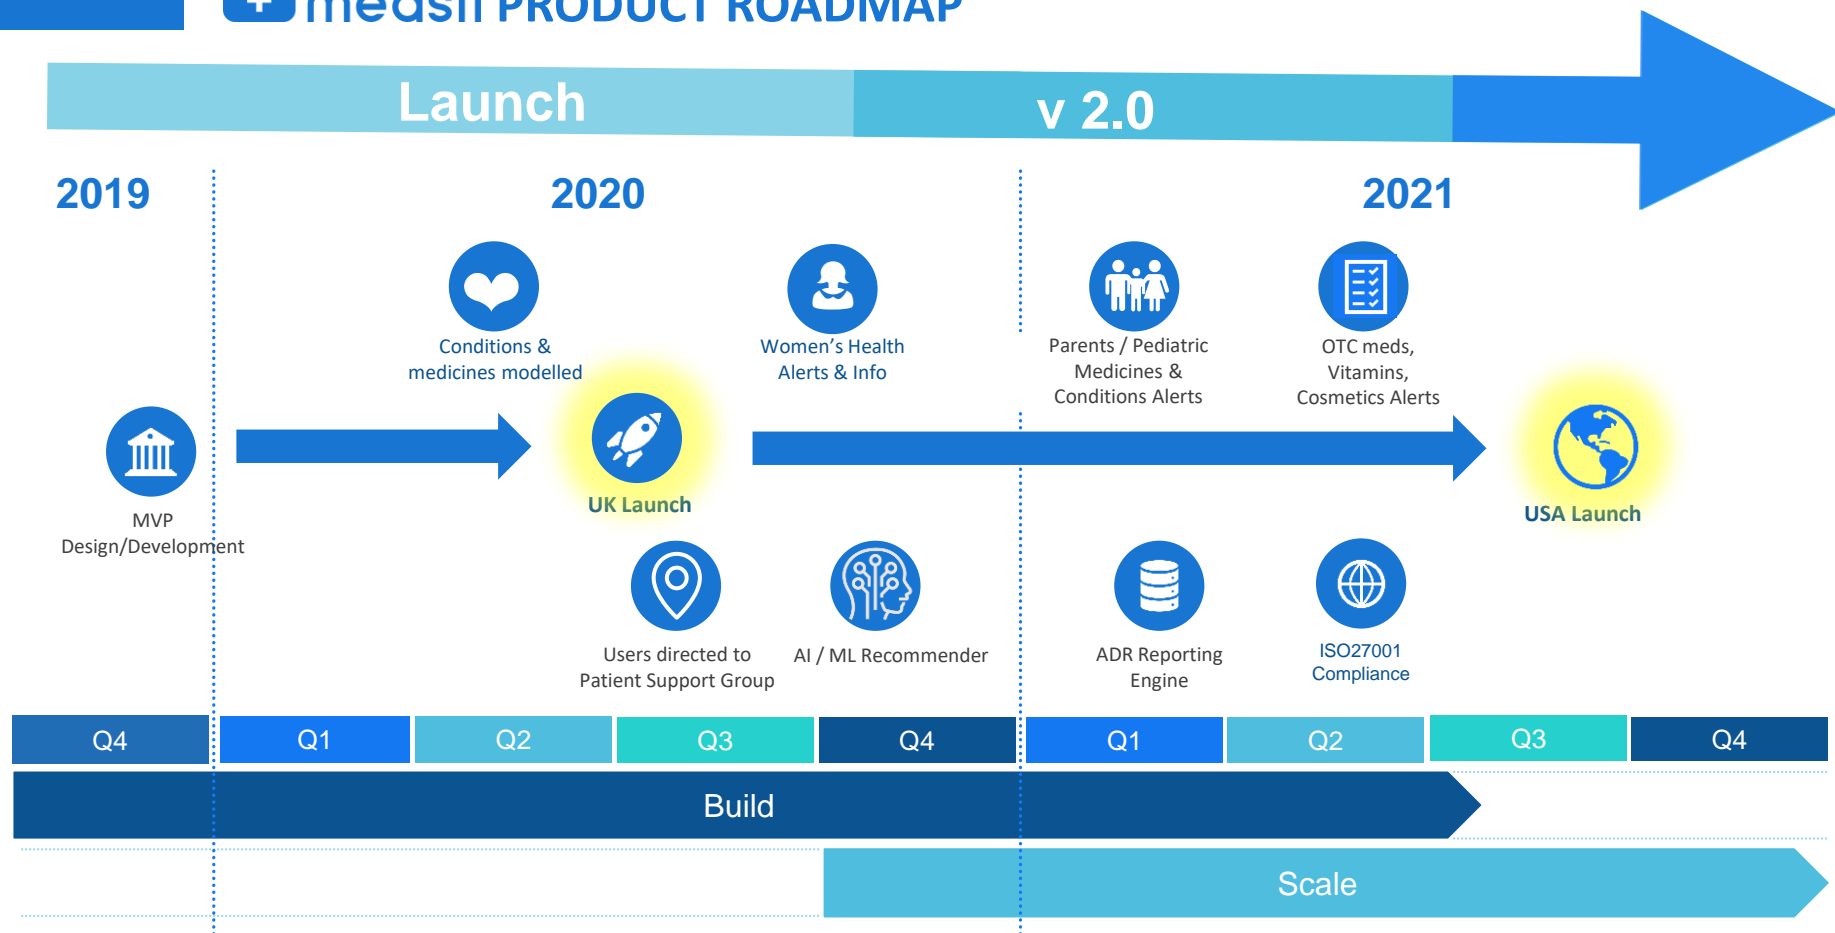 PRODUCT ROADMAP
Launch
v 2.0
2019
2020
2021
Conditions &
medicines modelled
Women's Health
Alerts & Info
Parents / Pediatric
Medicines &
Conditions Alerts
OTC meds,
Vitamins,
Cosmetics Alerts
MVP
Design/Development
UK Launch
USA Launch
Users directed to
Patient Support Group
AI / ML Recommender
ADR Reporting
Engine
ISO27001
Compliance
Q4
Q1
Q2
Q3
Q4
Q1
Q2
Q3
Q4
Build
Scale